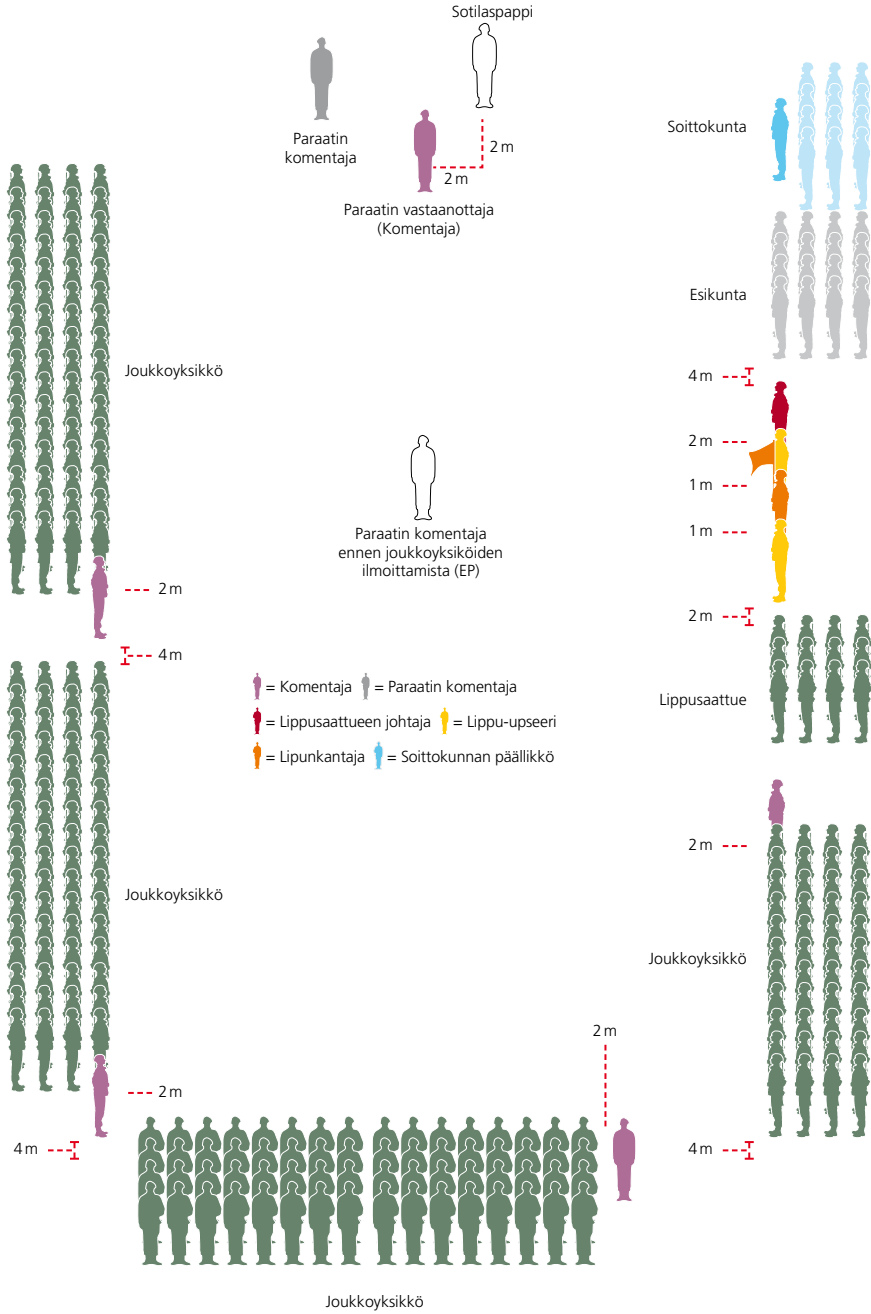 Sotilaspappi
Paraatin
komentaja
2 m
2 m
Paraatin vastaanottaja
(Komentaja)
Soittokunta
Esikunta
Joukkoyksikkö
4 m
2 m
1 m
1 m
Paraatin komentaja
ennen joukkoyksiköiden
ilmoittamista (EP)
2 m
2 m
4 m
= Komentaja = Paraatin komentaja
= Lippusaattueen johtaja = Lippu-upseeri
= Lipunkantaja = Soittokunnan päällikkö
Lippusaattue
2 m
Joukkoyksikkö
Joukkoyksikkö
2 m
2 m
4 m
4 m
Joukkoyksikkö